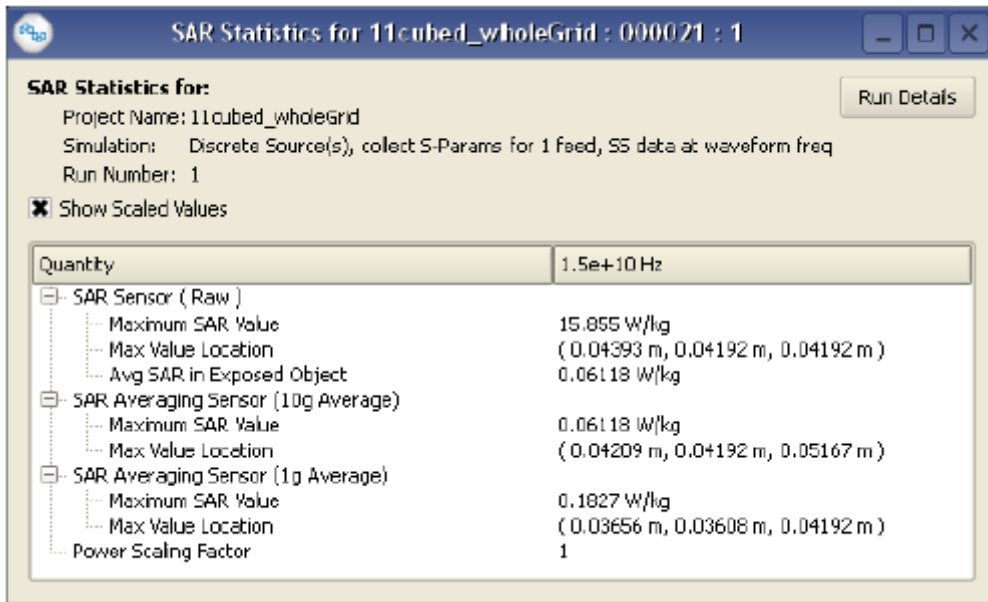 SAR Statistics for 11cubed_wholeGrid : 000021 : 1
SAR Statistics for:
Run Details
Project Name: 11cubed_wholeGrid
Simulation: Discrete Source(s), collect S-Params for 1 feed, SS data at waveform freq
Run Number: 1
Show Scaled Values
Quantity 1.5e+10 Hz
SAR Sensor ( Raw )
Maximum SAR Value 15.855 W/kg
Max Value Location ( 0.04393 m, 0.04192 m, 0.04192 m )
Avg SAR in Exposed Object 0.06118 W/kg
SAR Averaging Sensor (10g Average)
Maximum SAR Value 0.06118 W/kg
Max Value Location ( 0.04209 m, 0.04192 m, 0.05167 m )
SAR Averaging Sensor (1g Average)
Maximum SAR Value 0.1827 W/kg
Max Value Location ( 0.03656 m, 0.03608 m, 0.04192 m )
Power Scaling Factor 1